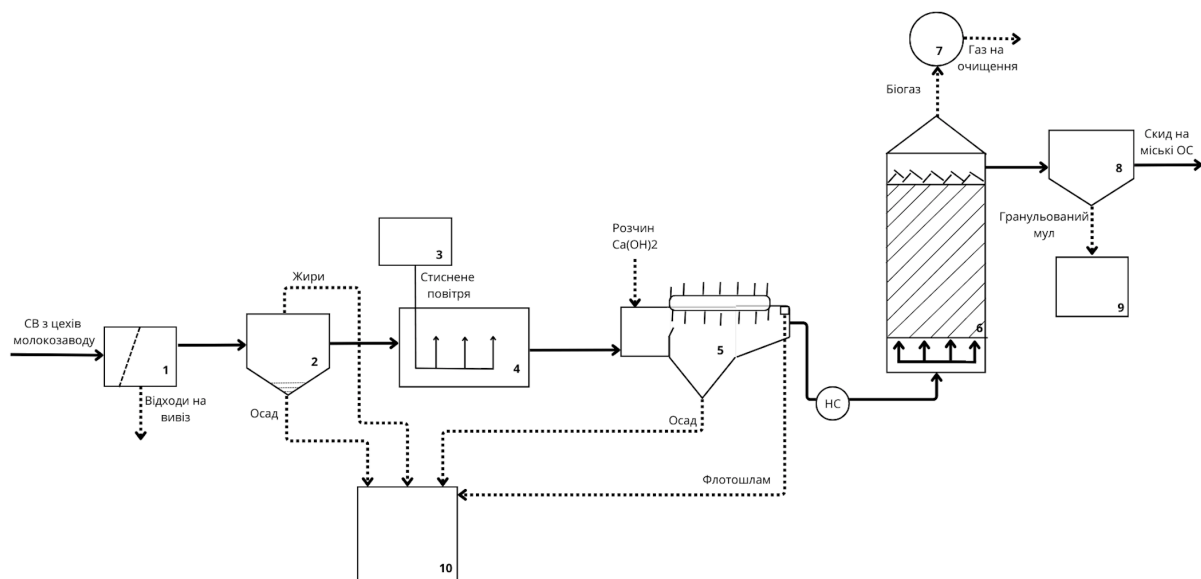 7
Газ на
очищення
Біогаз
Скид на
міські ОС
8
Гранульований
мул
9
6
Розчин
Ca(OH)2
3
Стиснене
повітря
Жири
СВ з цехів
молокозаводу
1
2
4
5
НС
Відходи на
вивіз
Осад
Осад
Флотошлам
10